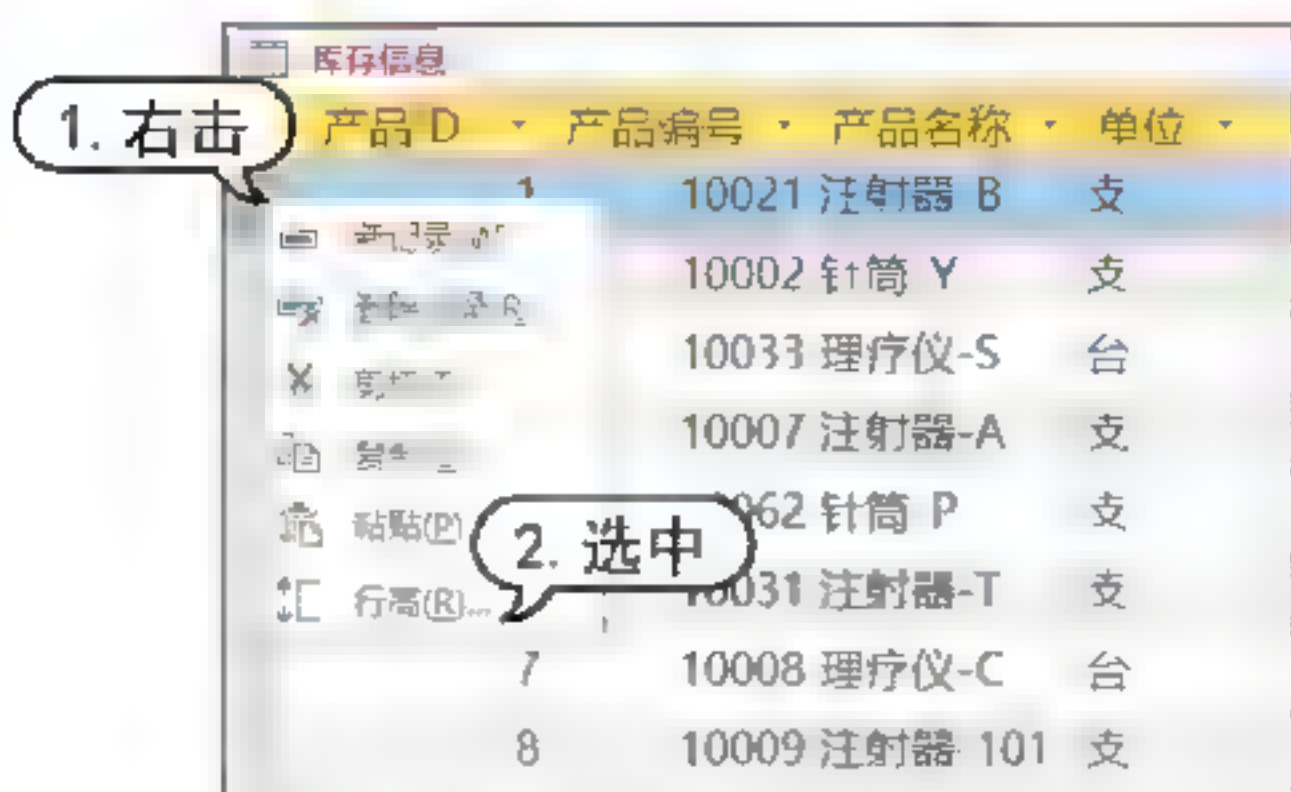 库存信息
1. 右击
产品ID 产品编号 产品名称 单位
1 10021 注射器-B 支
10002 针筒-Y 支
10033 理疗仪-S 台
10007 注射器-A 支
粘贴(P)
2. 选中
62 针筒-P 支
行高(R)...
031 注射器-T 支
7 10008 理疗仪-C 台
8 10009 注射器-101 支